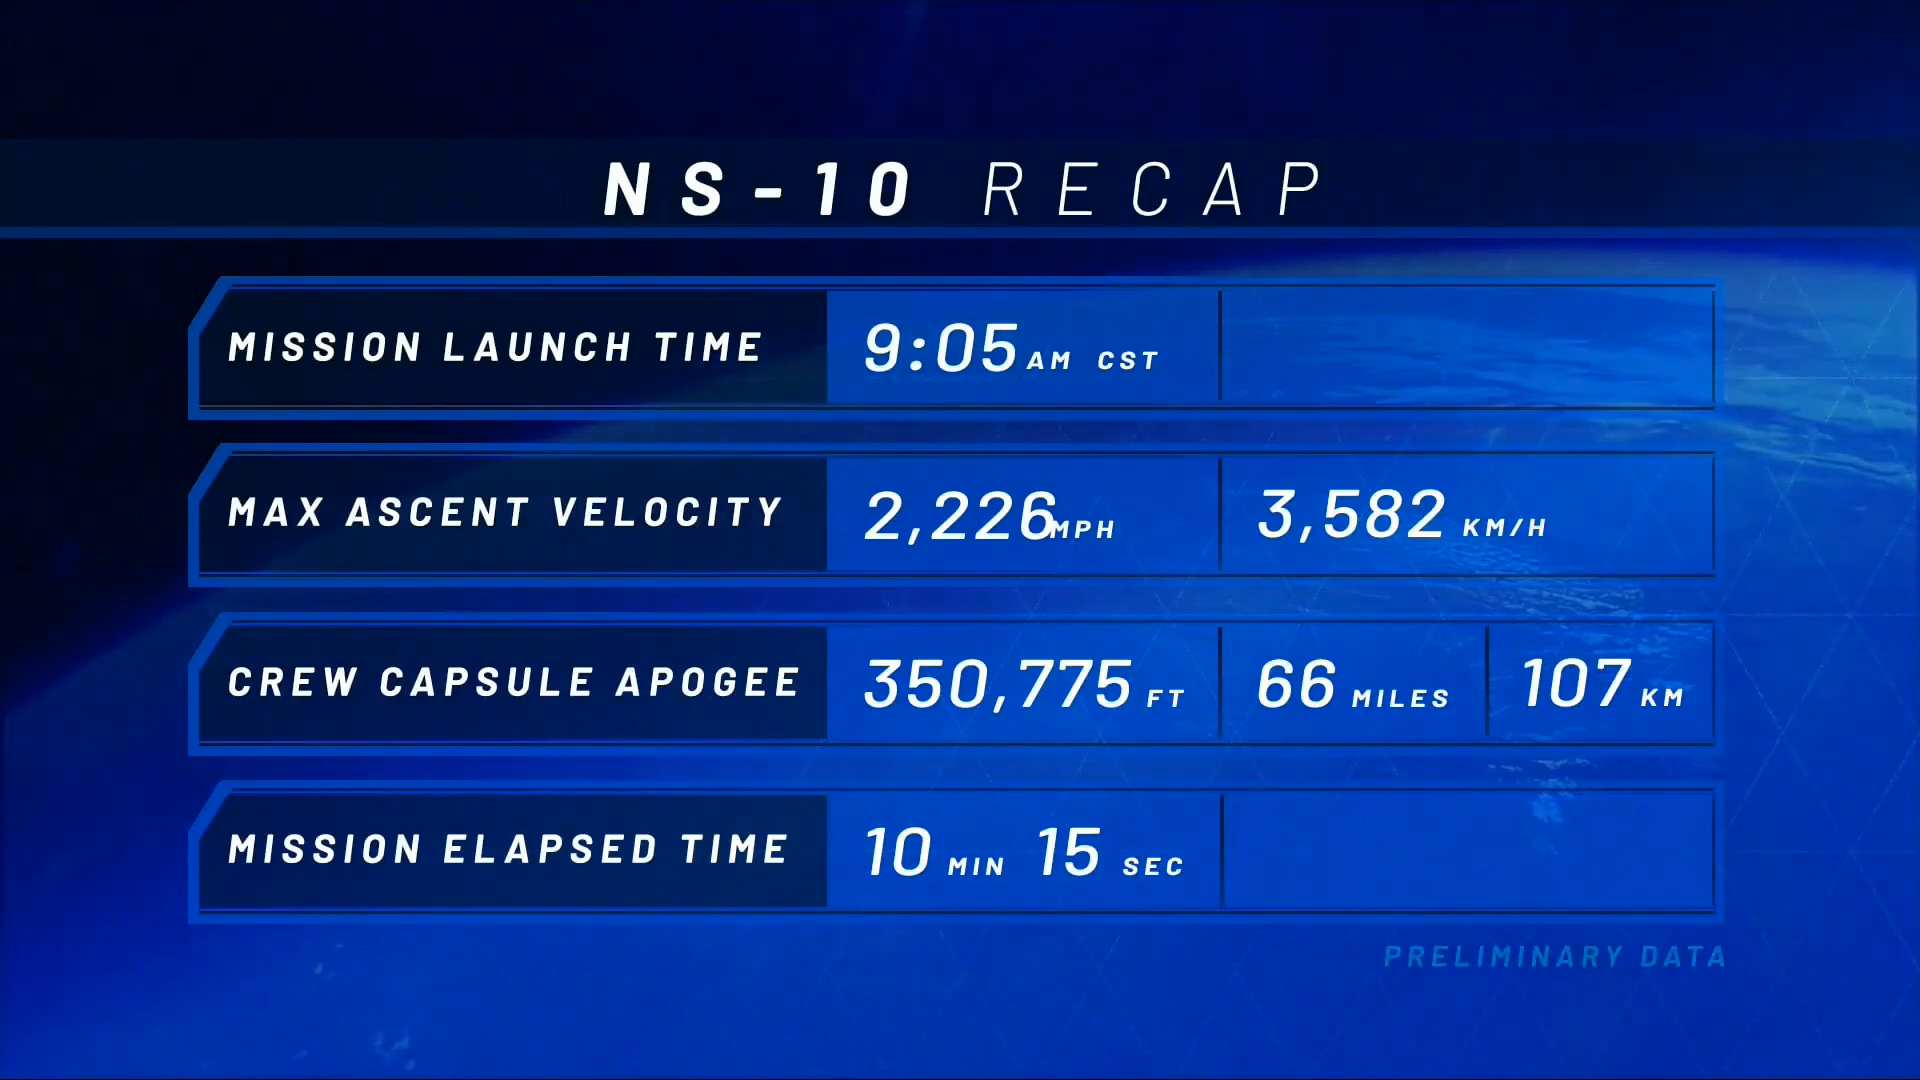 NS-10 RECAP
MISSION LAUNCH TIME 9:05 AM CST
MAX ASCENT VELOCITY 2,226 MPH 3,582 KM/H
CREW CAPSULE APOGEE 350,775 FT 66 MILES 107 KM
MISSION ELAPSED TIME 10 MIN 15 SEC
PRELIMINARY DATA